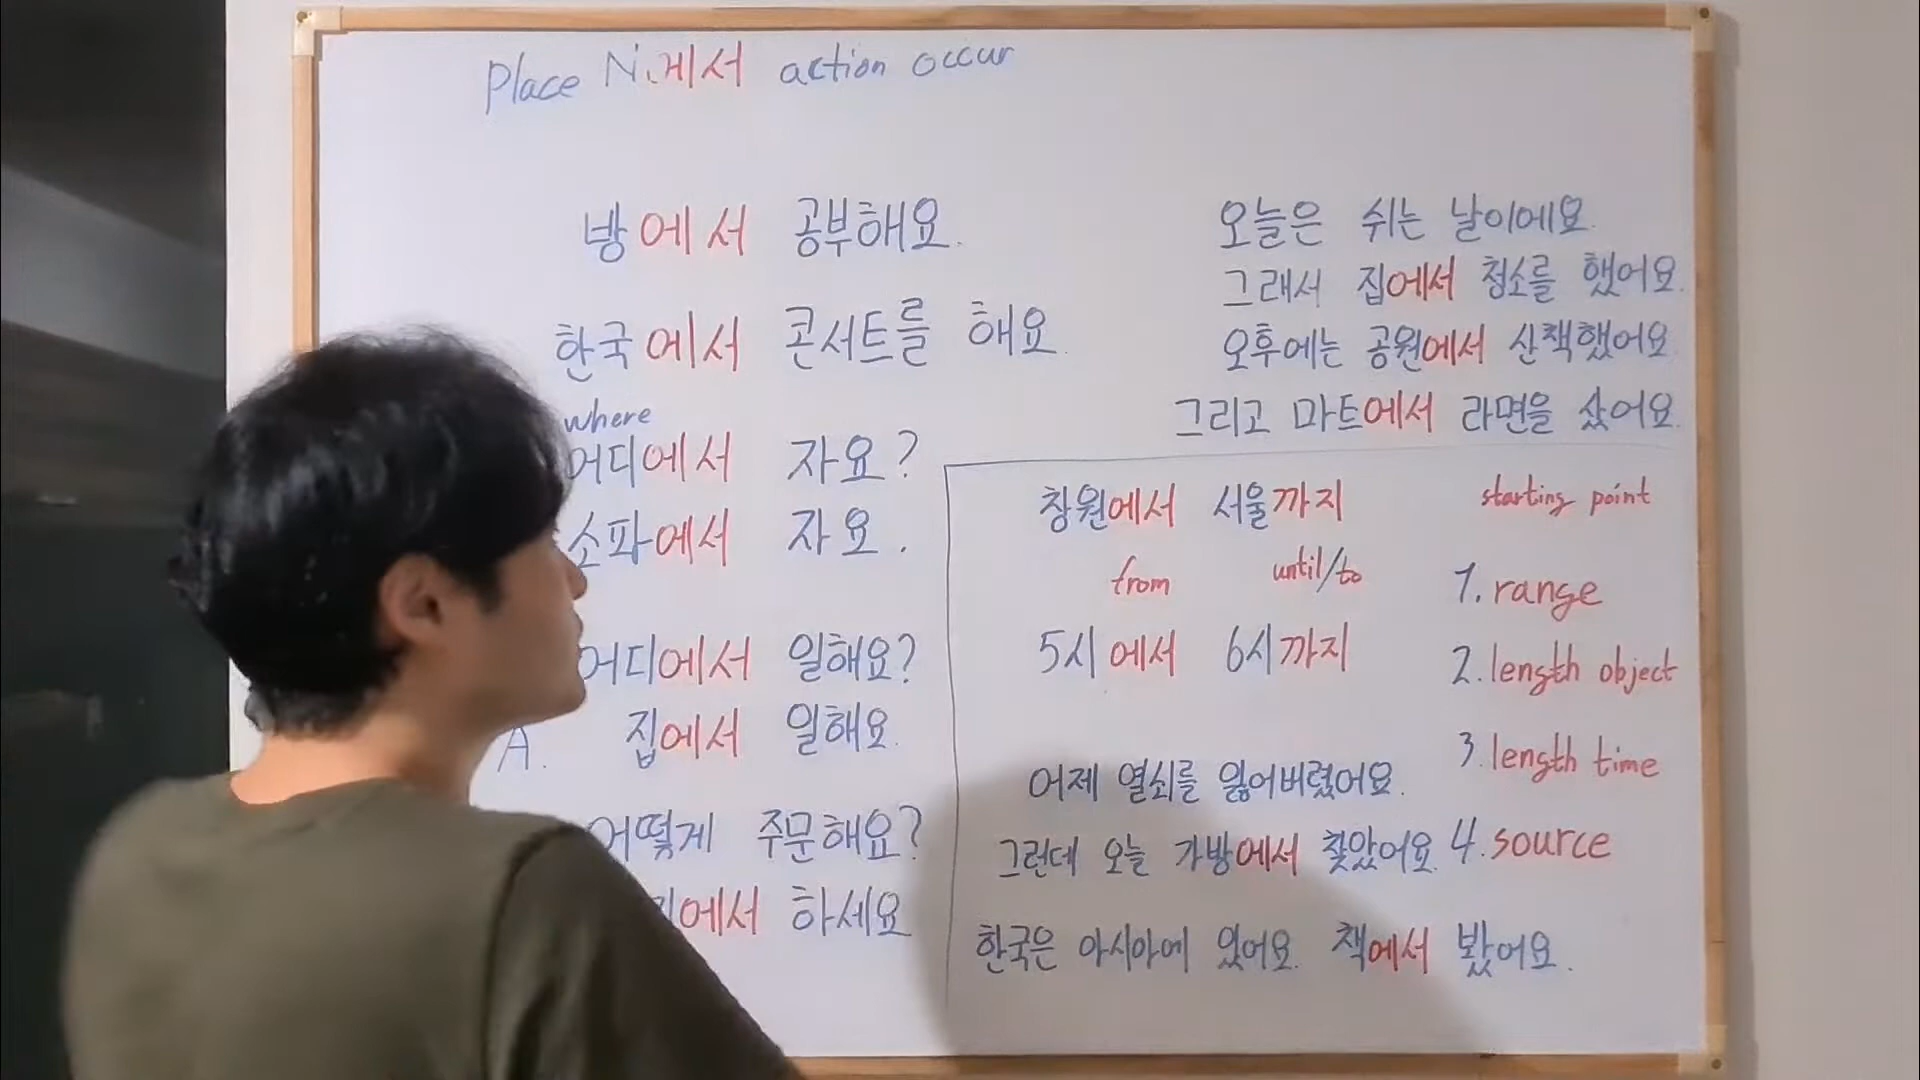 Place N에서 action occur
방에서 공부해요.
한국에서 콘서트를 해요.
where
어디에서 자요?
소파에서 자요.
어디에서 일해요?
A. 집에서 일해요.
어떻게 주문해요?
에서 하세요
오늘은 쉬는 날이에요.
그래서 집에서 청소를 했어요.
오후에는 공원에서 산책했어요.
그리고 마트에서 라면을 샀어요.
창원에서 서울까지
from until/to
5시에서 6시까지
starting point
1. range
2. length object
3. length time
4. source
어제 열쇠를 잃어버렸어요.
그런데 오늘 가방에서 찾았어요.
한국은 아시아에 있어요. 책에서 봤어요.